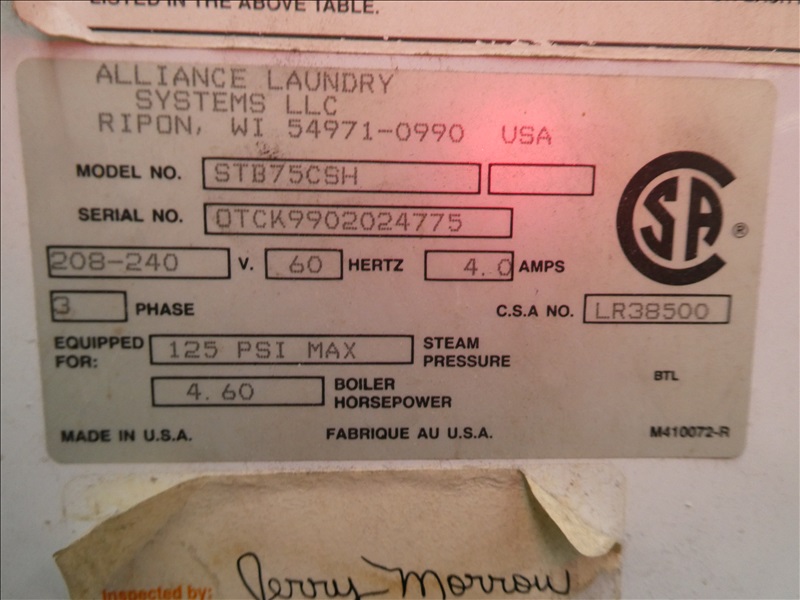 LISTED IN THE ABOVE TABLE.
ALLIANCE LAUNDRY
SYSTEMS LLC
RIPON, WI 54971-0990 USA
MODEL NO. STB75CSH
SERIAL NO. 0TCK9902024775
CSA ®
208-240 V. 60 HERTZ 4.0 AMPS
3 PHASE C.S.A NO. LR38500
EQUIPPED FOR: 125 PSI MAX STEAM PRESSURE
4.60 BOILER HORSEPOWER
BTL
MADE IN U.S.A. FABRIQUE AU U.S.A. M410072-R
Inspected by: Jerry Morrow